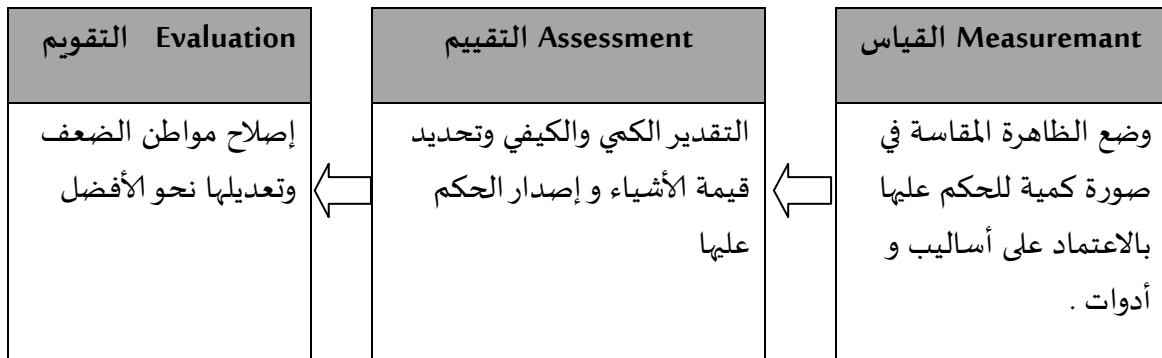 القياس Measuremant
وضع الظاهرة المقاسة في
صورة كمية للحكم عليها
بالاعتماد على أساليب و
أدوات .
التقييم Assessment
التقدير الكمي والكيفي وتحديد
قيمة الأشياء و إصدار الحكم
عليها
التقويم Evaluation
إصلاح مواطن الضعف
وتعديلها نحو الأفضل